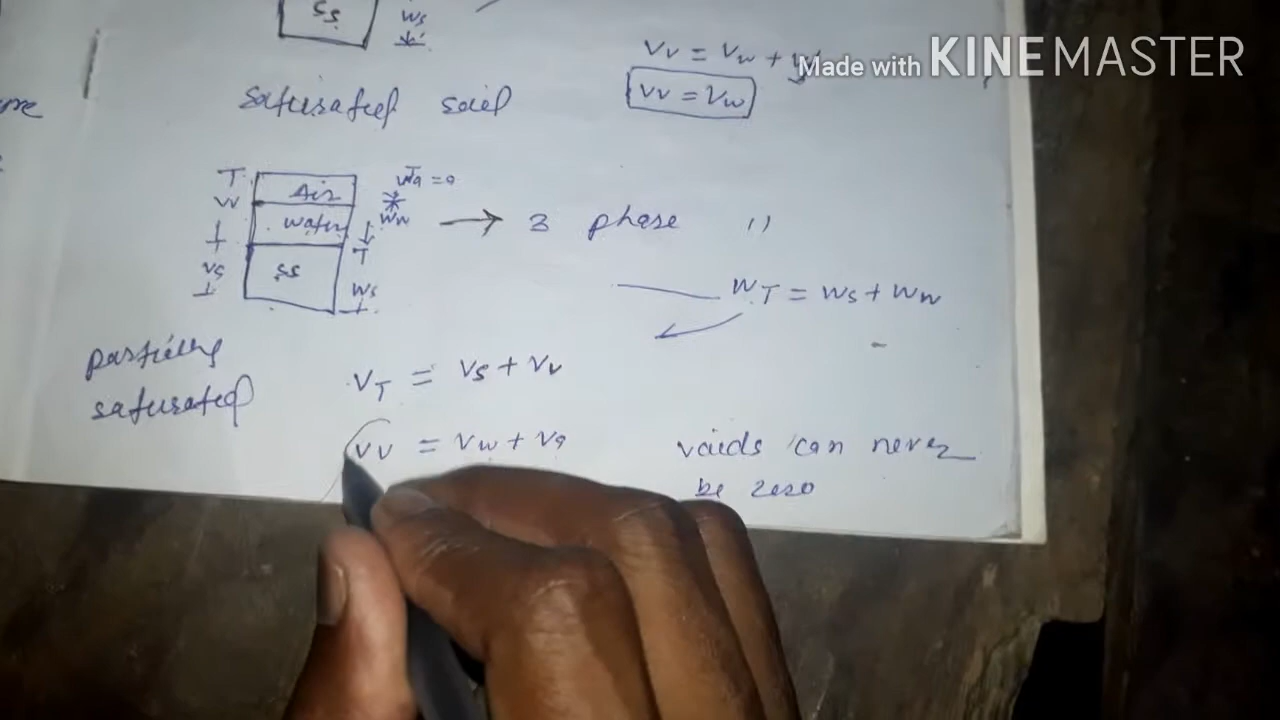 SS
Ws
Vv = Vw + 
Made with KINEMASTER
Vv = Vw
saturated soil
Air
Wa = 0
Vv
water
Ww
3 phase
SS
Vs
Ws
WT = Ws + Ww
partially
saturated
VT = Vs + Vv
Vv = Vw + Va
voids can never
be zero